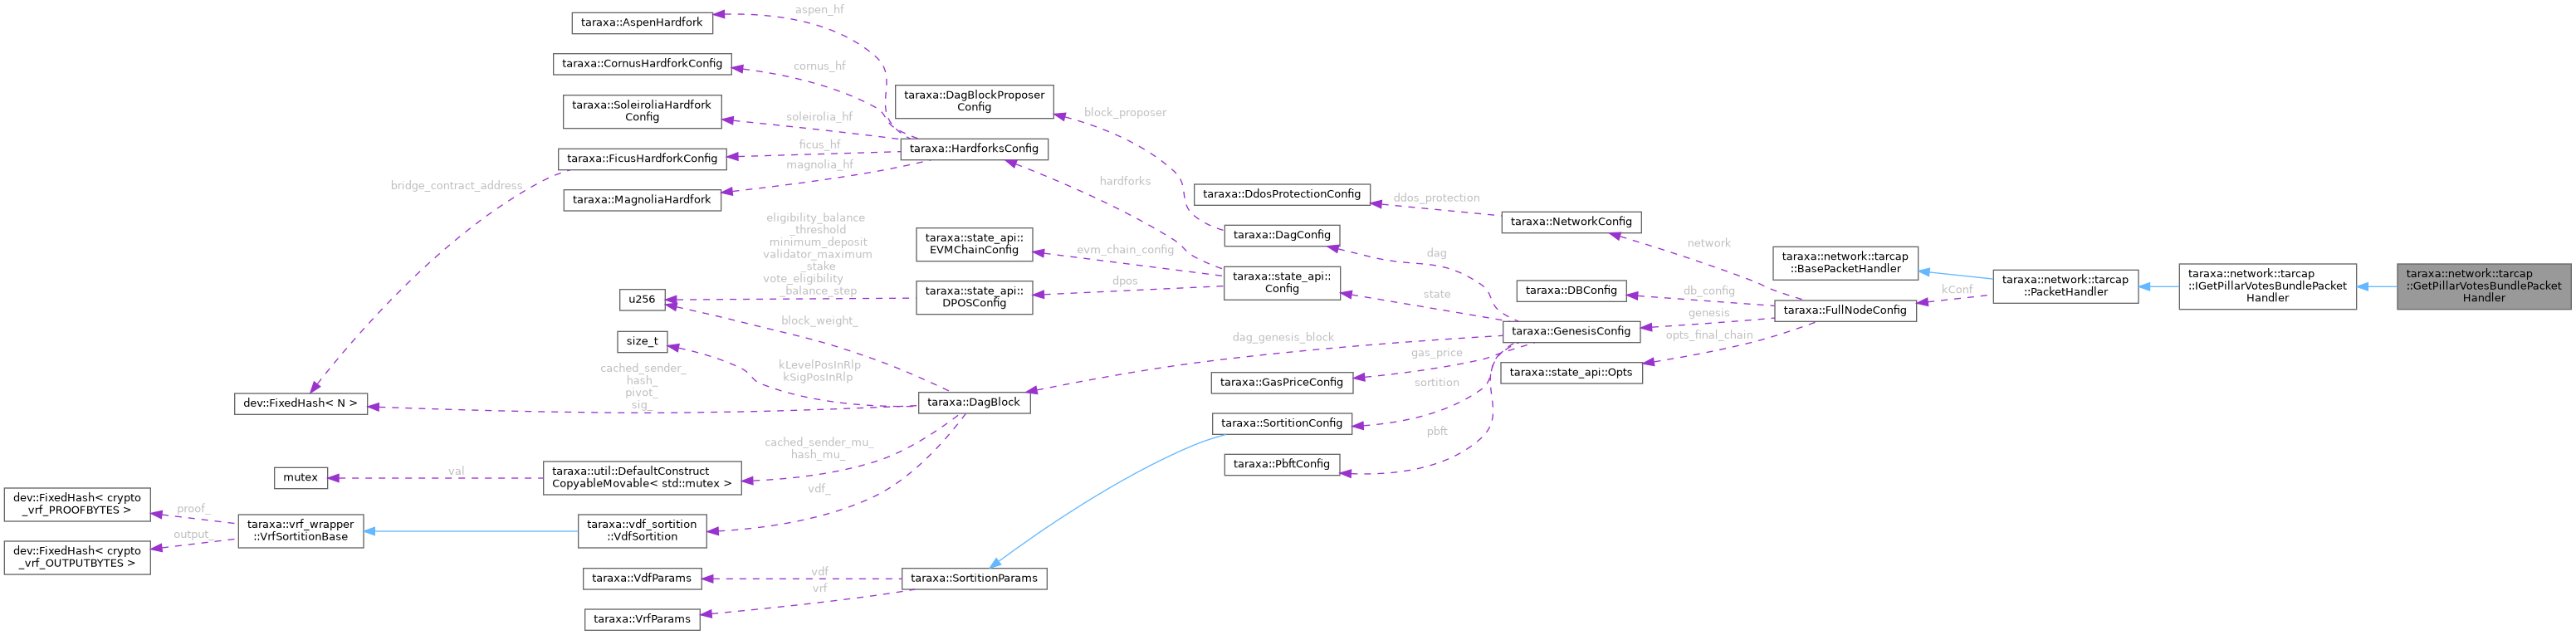 aspen_hf
taraxa::AspenHardfork
cornus_hf
taraxa::CornusHardforkConfig
taraxa::SoleiroliaHardfork
Config
soleirolia_hf
taraxa::DagBlockProposer
Config
block_proposer
ficus_hf
taraxa::FicusHardforkConfig
taraxa::HardforksConfig
magnolia_hf
taraxa::MagnoliaHardfork
bridge_contract_address
hardforks
taraxa::DdosProtectionConfig
ddos_protection
taraxa::NetworkConfig
network
eligibility_balance
_threshold
minimum_deposit
validator_maximum
_stake
vote_eligibility
_balance_step
taraxa::state_api::
EVMChainConfig
evm_chain_config
taraxa::DagConfig
dag
taraxa::state_api::
DPOSConfig
dpos
taraxa::state_api::
Config
state
taraxa::DBConfig
db_config
genesis
opts_final_chain
taraxa::network::tarcap
::BasePacketHandler
taraxa::FullNodeConfig
kConf
taraxa::network::tarcap
::PacketHandler
taraxa::network::tarcap
::IGetPillarVotesBundlePacket
Handler
taraxa::network::tarcap
::GetPillarVotesBundlePacket
Handler
u256
block_weight_
size_t
kLevelPosInRlp
kSigPosInRlp
dag_genesis_block
taraxa::GenesisConfig
gas_price
taraxa::GasPriceConfig
sortition
taraxa::state_api::Opts
cached_sender_
hash_
pivot_
sig_
dev::FixedHash< N >
taraxa::DagBlock
taraxa::SortitionConfig
pbft
taraxa::PbftConfig
cached_sender_mu_
hash_mu_
mutex
val
taraxa::util::DefaultConstruct
CopyableMovable< std::mutex >
vdf_
dev::FixedHash< crypto
_vrf_PROOFBYTES >
proof_
output_
dev::FixedHash< crypto
_vrf_OUTPUTBYTES >
taraxa::vrf_wrapper
::VrfSortitionBase
taraxa::vdf_sortition
::VdfSortition
taraxa::VdfParams
vdf
vrf
taraxa::SortitionParams
taraxa::VrfParams